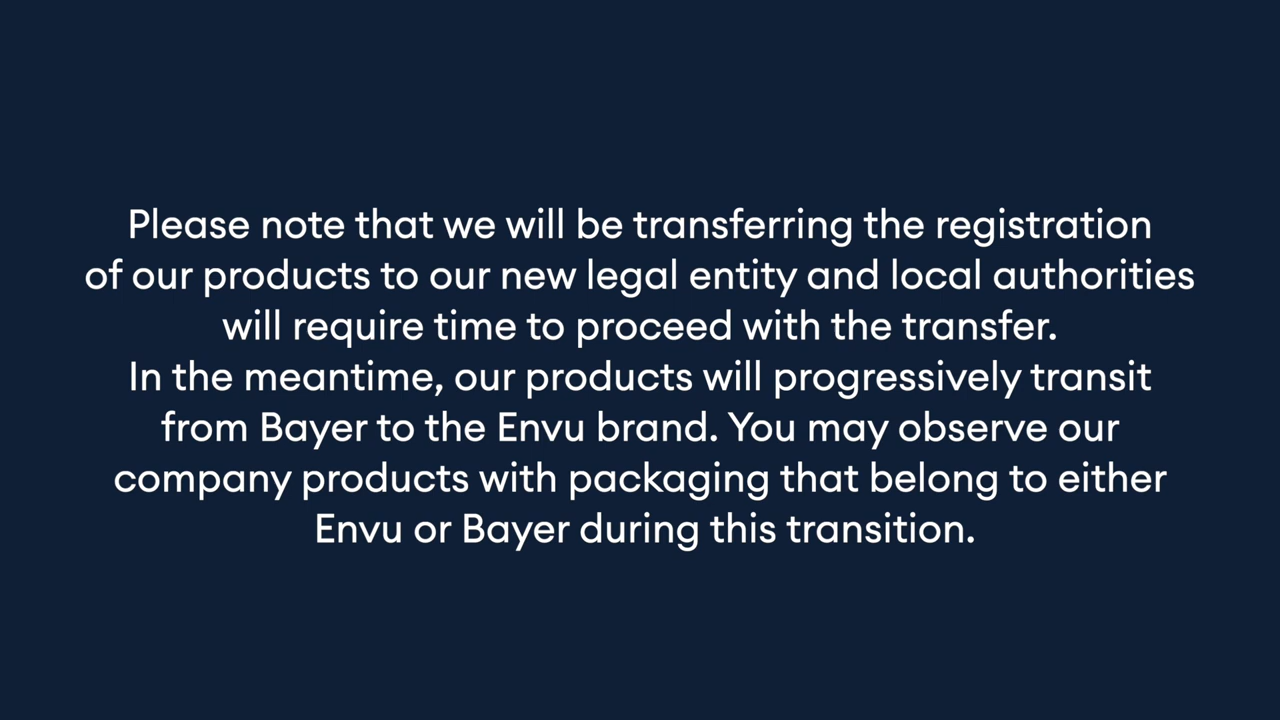 Please note that we will be transferring the registration
of our products to our new legal entity and local authorities
will require time to proceed with the transfer.
In the meantime, our products will progressively transit
from Bayer to the Envu brand. You may observe our
company products with packaging that belong to either
Envu or Bayer during this transition.